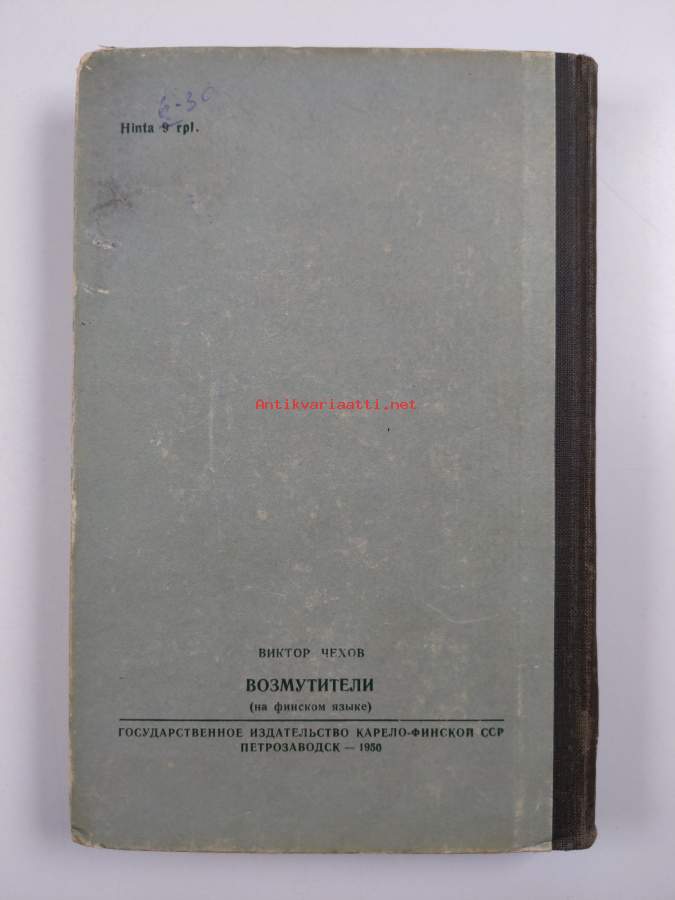 6-30
Hinta 9 rpl.
Antikvariaatti.net
ВИКТОР ЧЕХОВ
ВОЗМУТИТЕЛИ
(на финском языке)
ГОСУДАРСТВЕННОЕ ИЗДАТЕЛЬСТВО КАРЕЛО-ФИНСКОЙ ССР
ПЕТРОЗАВОДСК — 1950